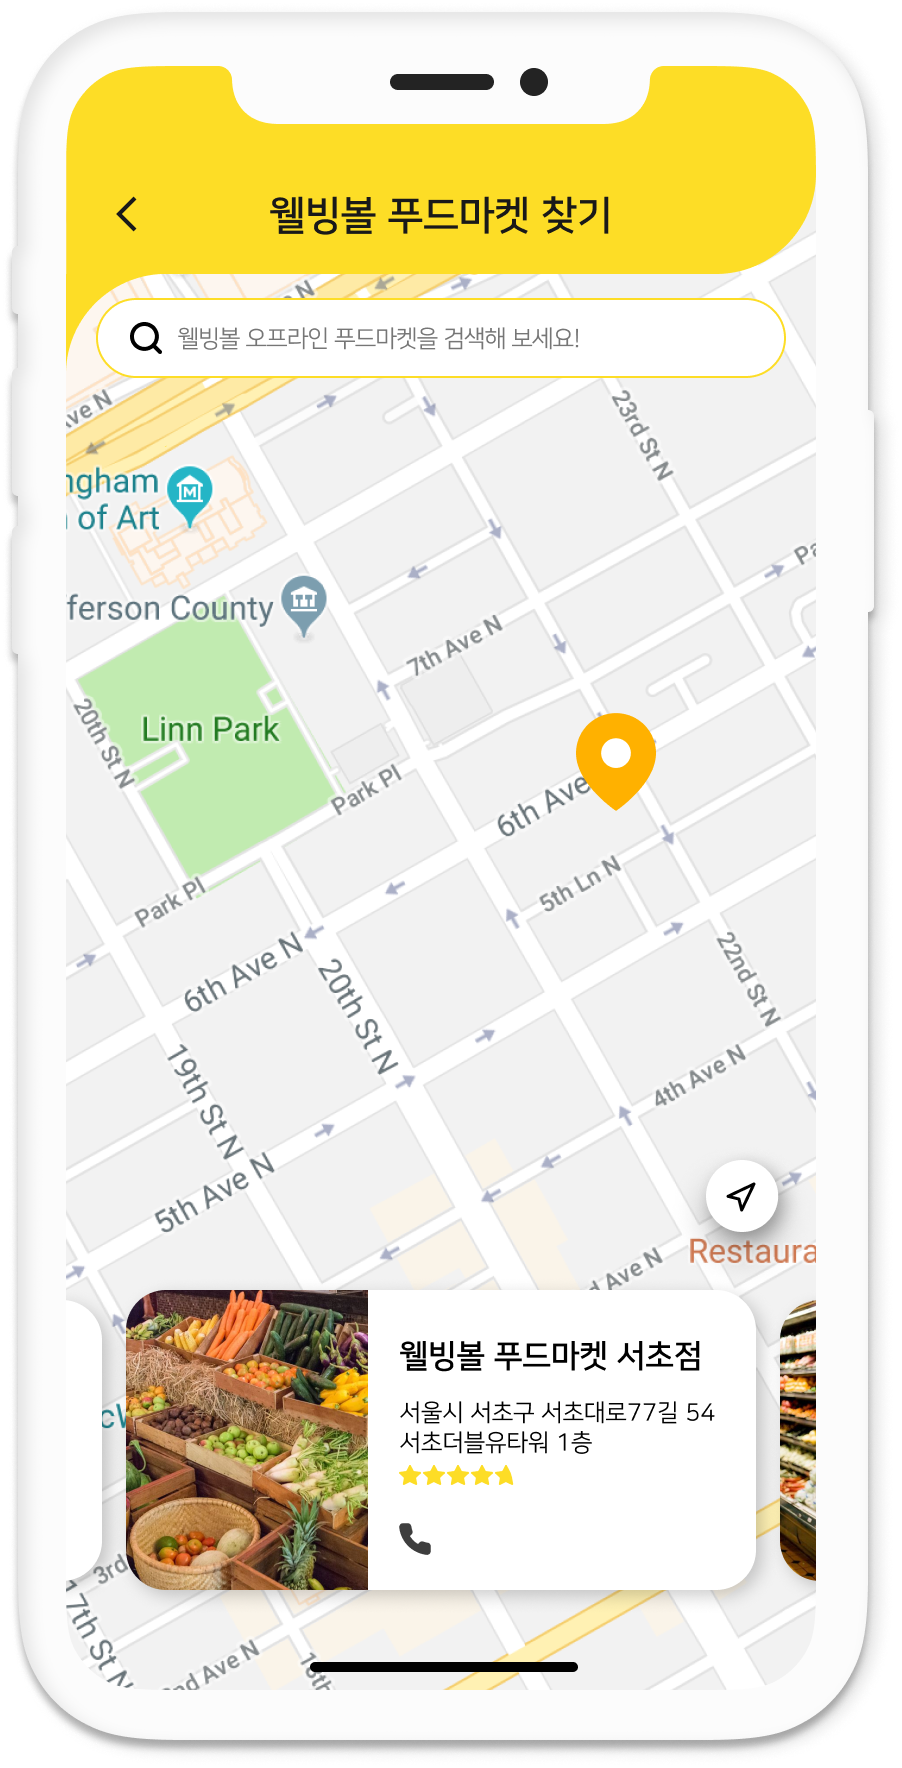 웰빙볼 푸드마켓 찾기
웰빙볼 오프라인 푸드마켓을 검색해 보세요!
ve N
23rd St N
ngham
of Art
M
Pa
ferson County
7th Ave N
20th St N
Linn Park
Park Pl
6th Ave
5th Ln N
Park Pl
6th Ave N
20th St N
22nd St N
19th St N
4th Ave N
5th Ave N
Restaura
d Ave N
웰빙볼 푸드마켓 서초점
서울시 서초구 서초대로77길 54
서초더블유타워 1층
3rd
17th St N
nd Ave N
16th